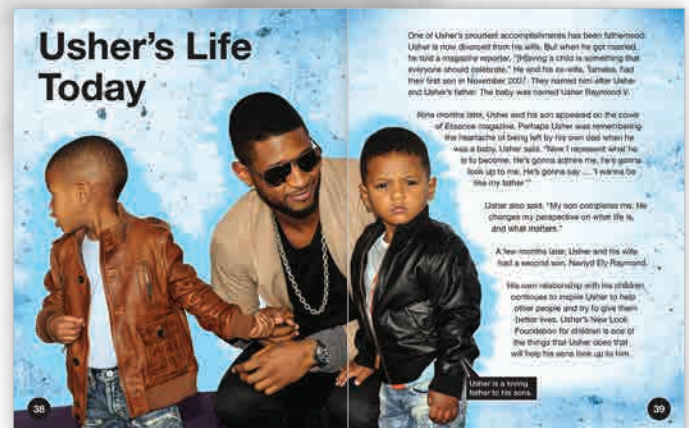 Usher's Life
Today
One of Usher's proudest accomplishments has been fatherhood.
Usher is now divorced from his wife. But when he got married,
he told a magazine reporter, "[H]aving a child is something that
everyone should celebrate." He and his ex-wife, Tameka, had
their first son in November 2007. They named him after Usher
and Usher's father. The baby was named Usher Raymond V.
Nine months later, Usher and his son appeared on the cover
of Essence magazine. Perhaps Usher was remembering
the heartache of being left by his own dad when he
was a baby. Usher said, "Now I represent what he
is to become. He's gonna admire me, he's gonna
look up to me. He's gonna say .... 'I wanna be
like my father.'"
Usher also said, "My son completes me. He
changes my perspective on what life is,
and what matters."
A few months later, Usher and his wife
had a second son, Naviyd Ely Raymond.
His own relationship with his children
continues to inspire Usher to help
other people and try to give them
better lives. Usher's New Look
Foundation for children is one of
the things that Usher does that
will help his sons look up to him.
Usher is a loving
father to his sons.
38
39